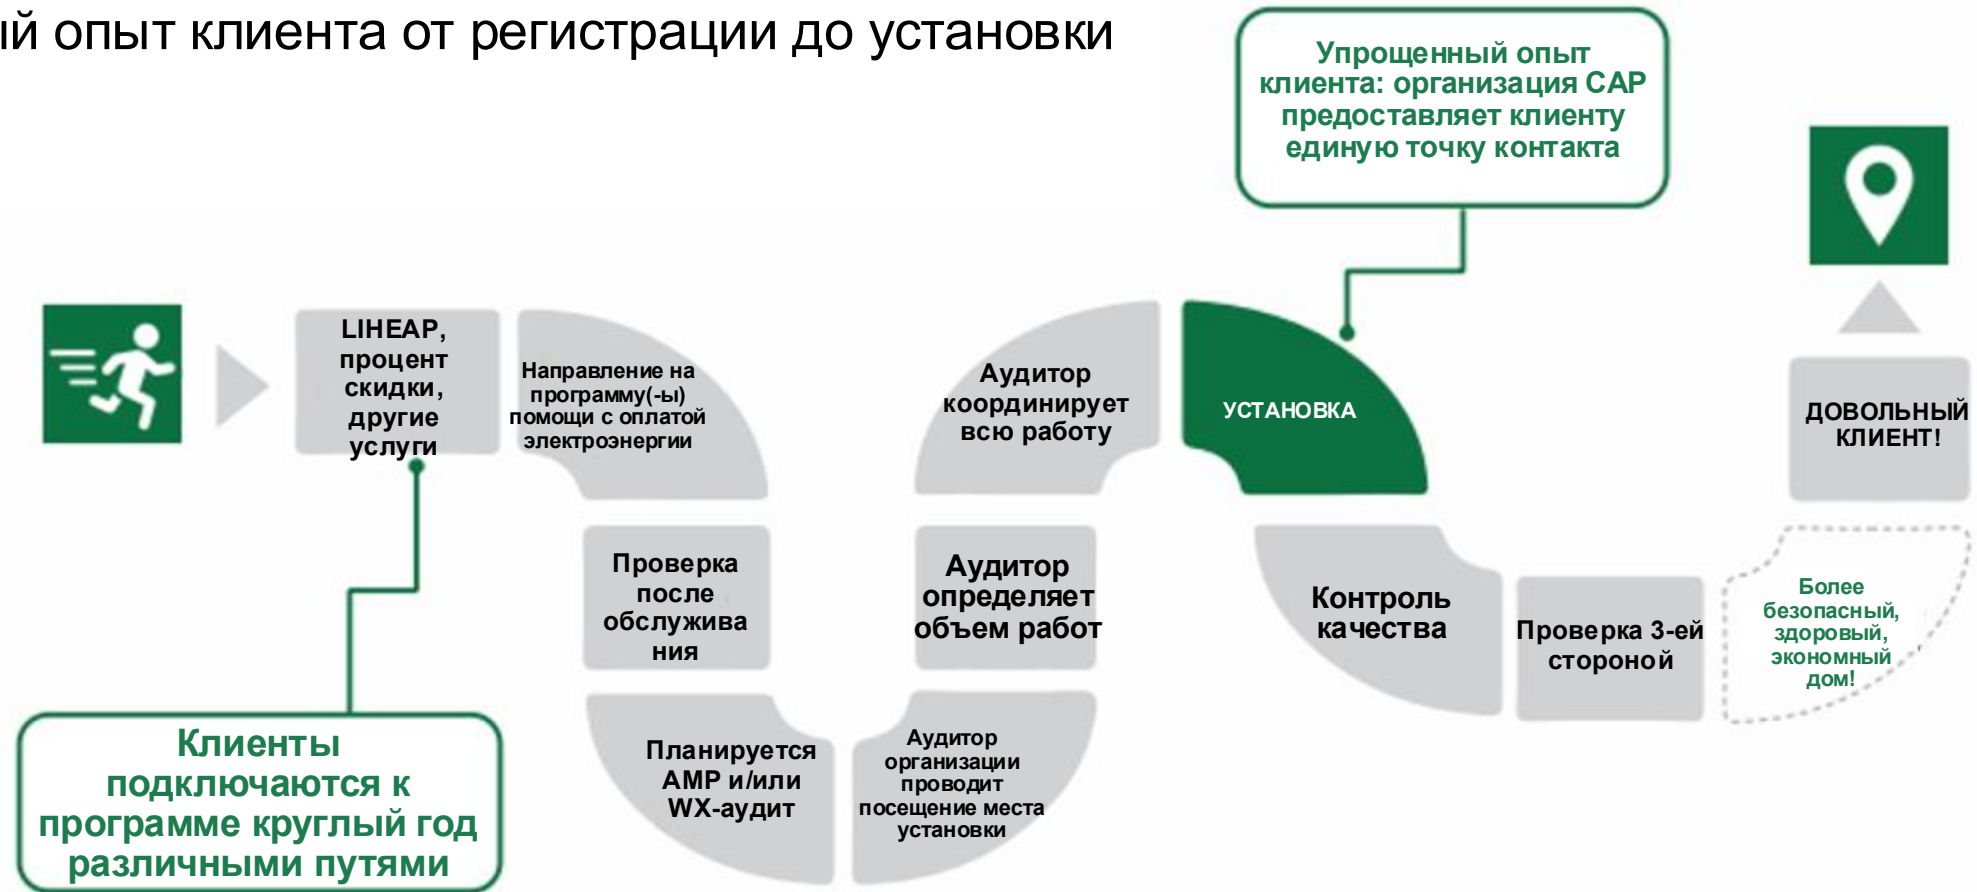 й опыт клиента от регистрации до установки
Упрощенный опыт
клиента: организация CAP
предоставляет клиенту
единую точку контакта
LIHEAP,
процент
скидки,
другие
услуги
Направление на
программу(-ы)
помощи с оплатой
электроэнергии
Проверка
после
обслужива
ния
Планируется
AMP и/или
WX-аудит
Аудитор
организации
проводит
посещение места
установки
Аудитор
определяет
объем работ
Аудитор
координирует
всю работу
УСТАНОВКА
Контроль
качества
Проверка 3-ей
стороной
Более
безопасный,
здоровый,
экономный
дом!
ДОВОЛЬНЫЙ
КЛИЕНТ!
Клиенты
подключаются к
программе круглый год
различными путями